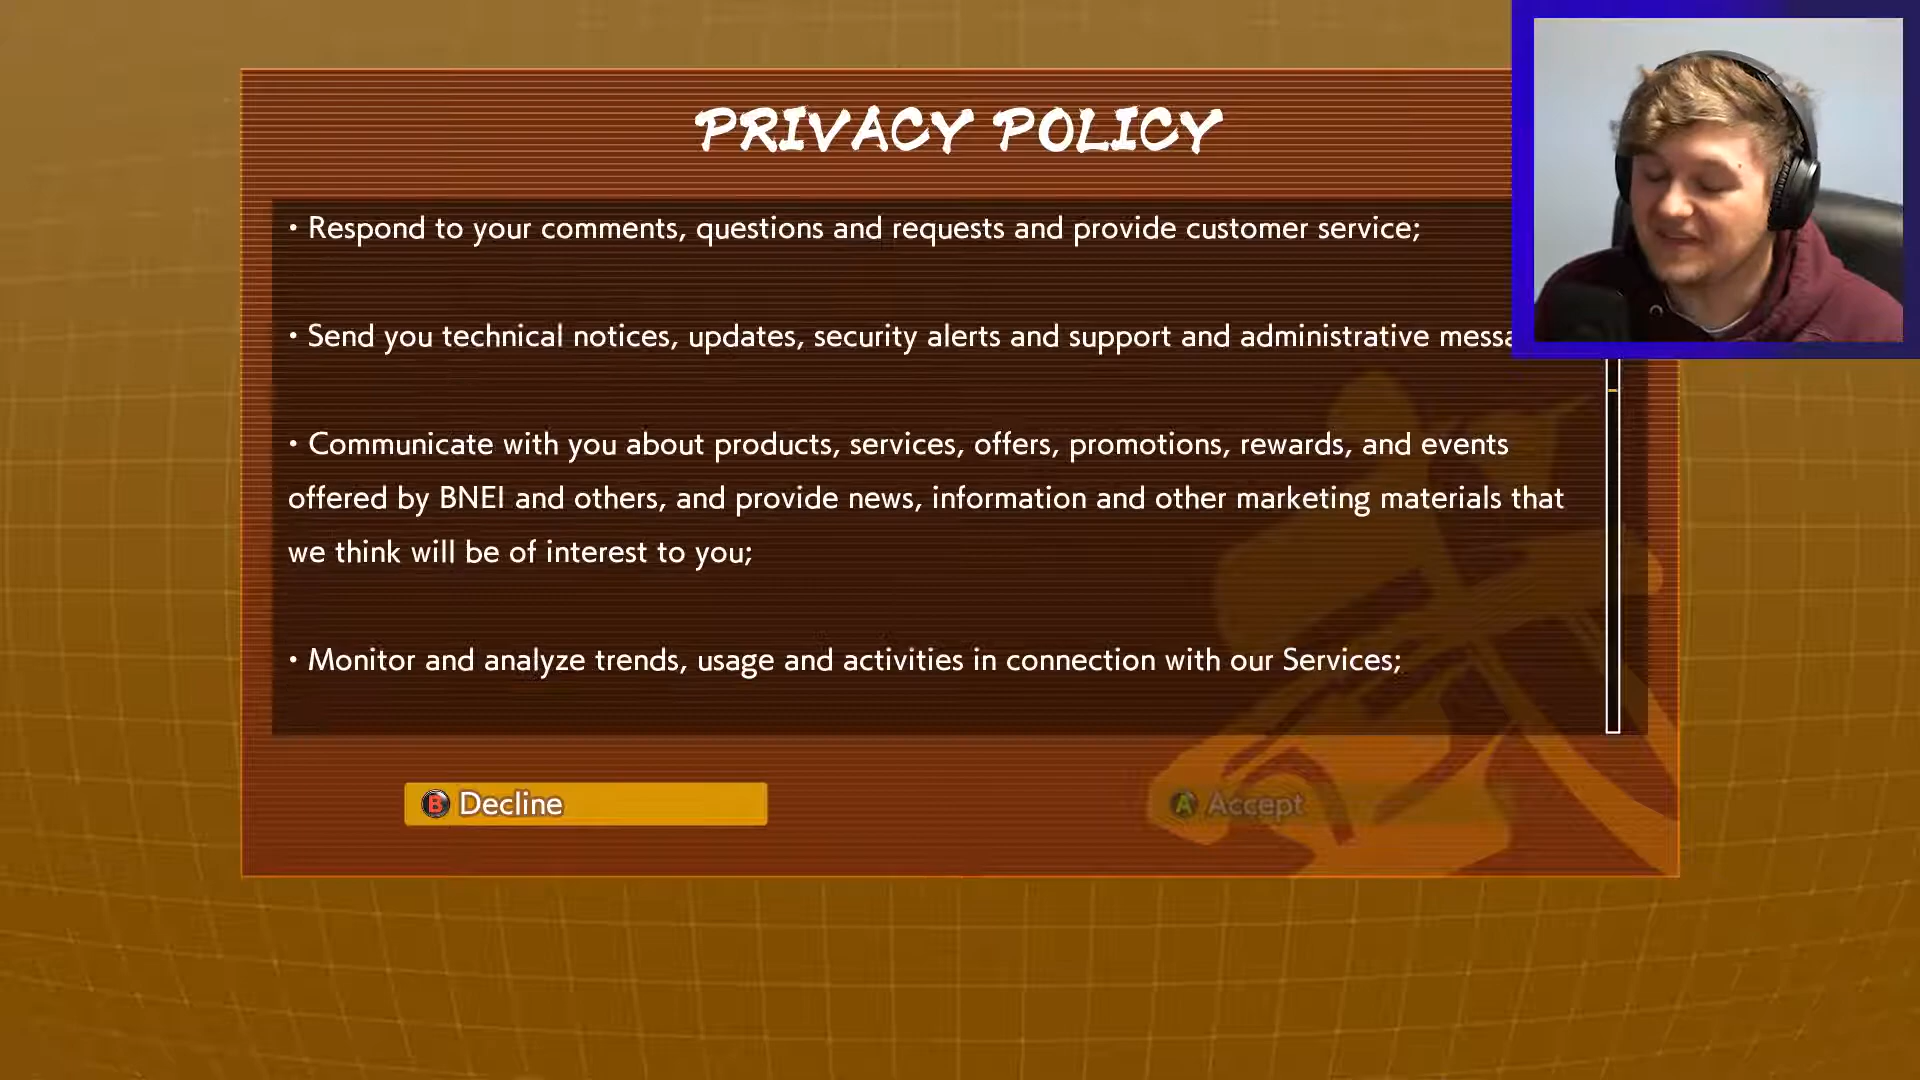 PRIVACY POLICY
• Respond to your comments, questions and requests and provide customer service;
• Send you technical notices, updates, security alerts and support and administrative
• Communicate with you about products, services, offers, promotions, rewards, and events
offered by BNEI and others, and provide news, information and other marketing materials that
we think will be of interest to you;
• Monitor and analyze trends, usage and activities in connection with our Services;
B Decline
A Accept